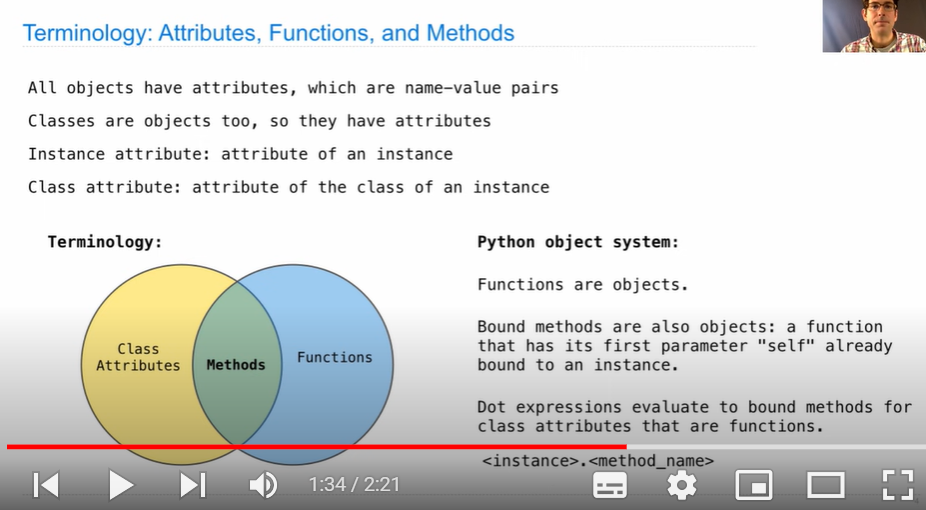 Terminology: Attributes, Functions, and Methods
All objects have attributes, which are name-value pairs
Classes are objects too, so they have attributes
Instance attribute: attribute of an instance
Class attribute: attribute of the class of an instance
Terminology:
Class
Attributes
Methods
Functions
Python object system:
Functions are objects.
Bound methods are also objects: a function
that has its first parameter "self" already
bound to an instance.
Dot expressions evaluate to bound methods for
class attributes that are functions.
<instance>.<method_name>
1:34 / 2:21